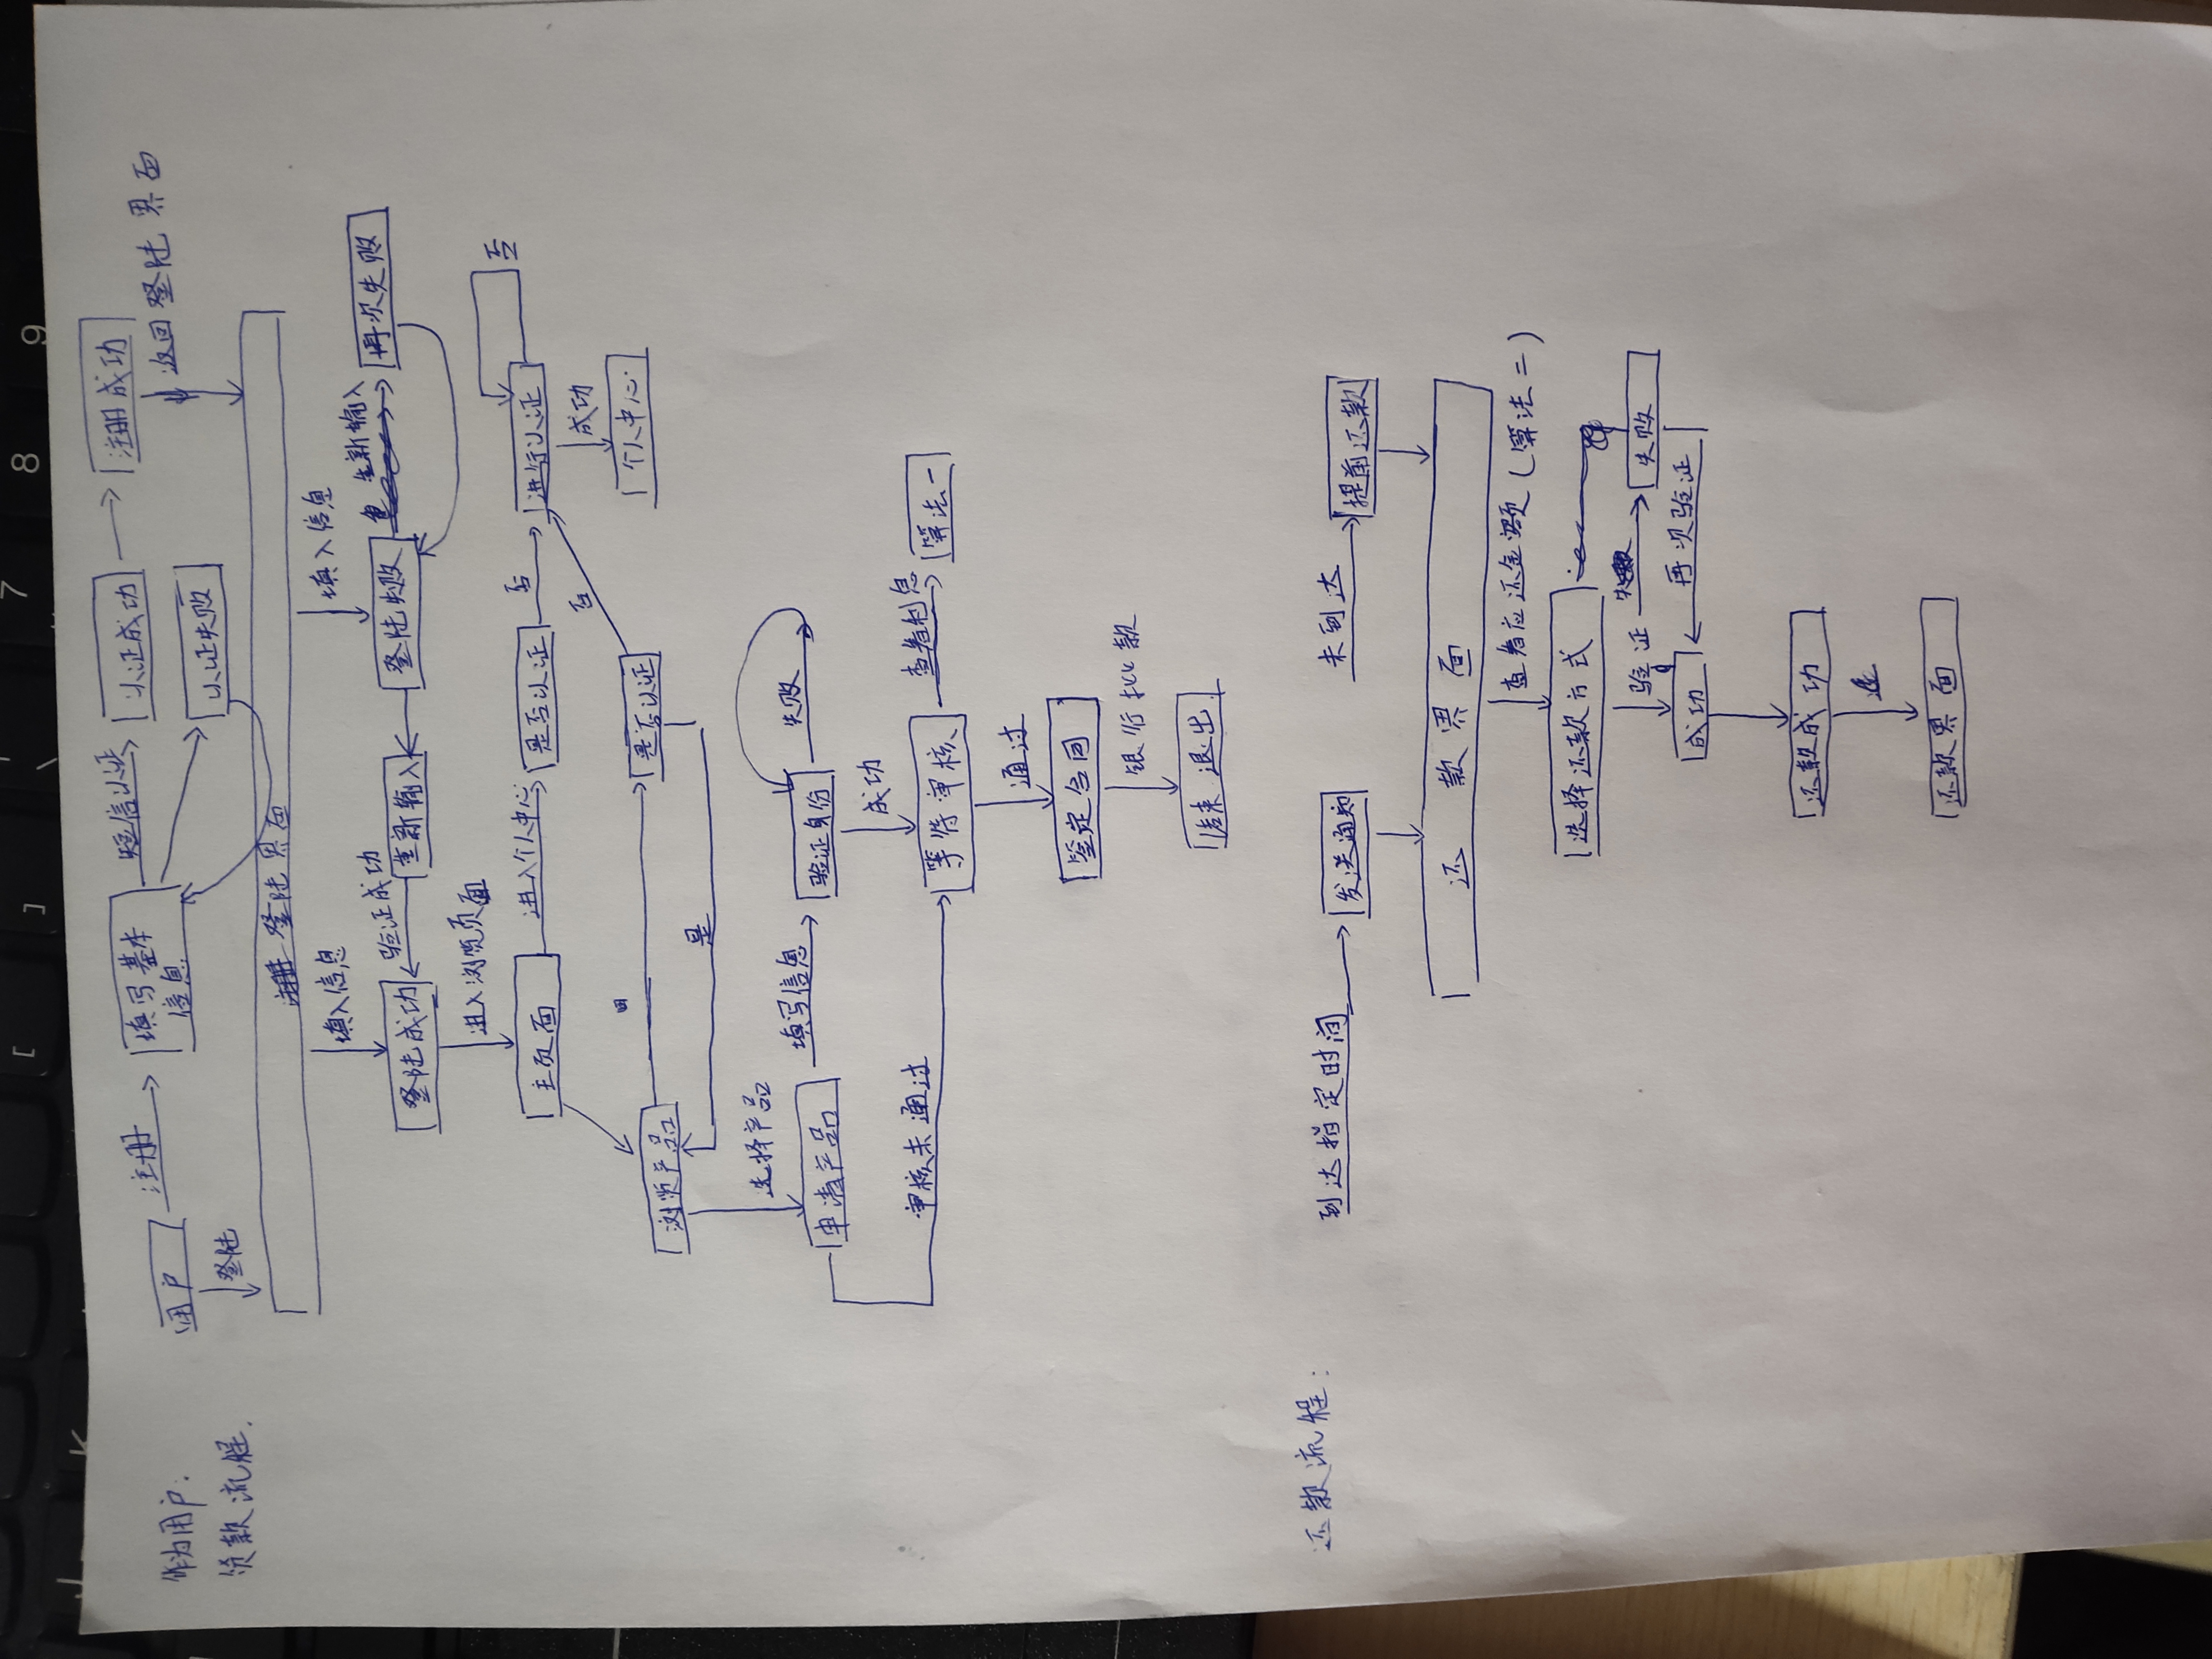 [
]
\
7
8
9
J
K
作为用户:
贷款流程.
用户
注册
填写基本
信息
短信认证
认证成功
注册成功
认证失败
返回登陆界面
登陆
登陆界面
填入信息
填入信息
登陆成功
验证成功
重新输入
登陆失败
重新输入
再次失败
进入浏览页面
主页面
进入个人中心
是否认证
否
进行认证
否
成功
个人中心
浏览产品
是否认证
否
是
选择产品
申请产品
填写信息
验证身份
失败
成功
审核未通过
等待审核
查看利息
算法一
通过
签定合同
银行批款
结束 退出
还款流程:
到达指定时间
发送通知
未到达
提前还款
还款界面
查看应还金额(算法二)
选择还款方式
验证
失败
成功
再次验证
还款成功
还款界面